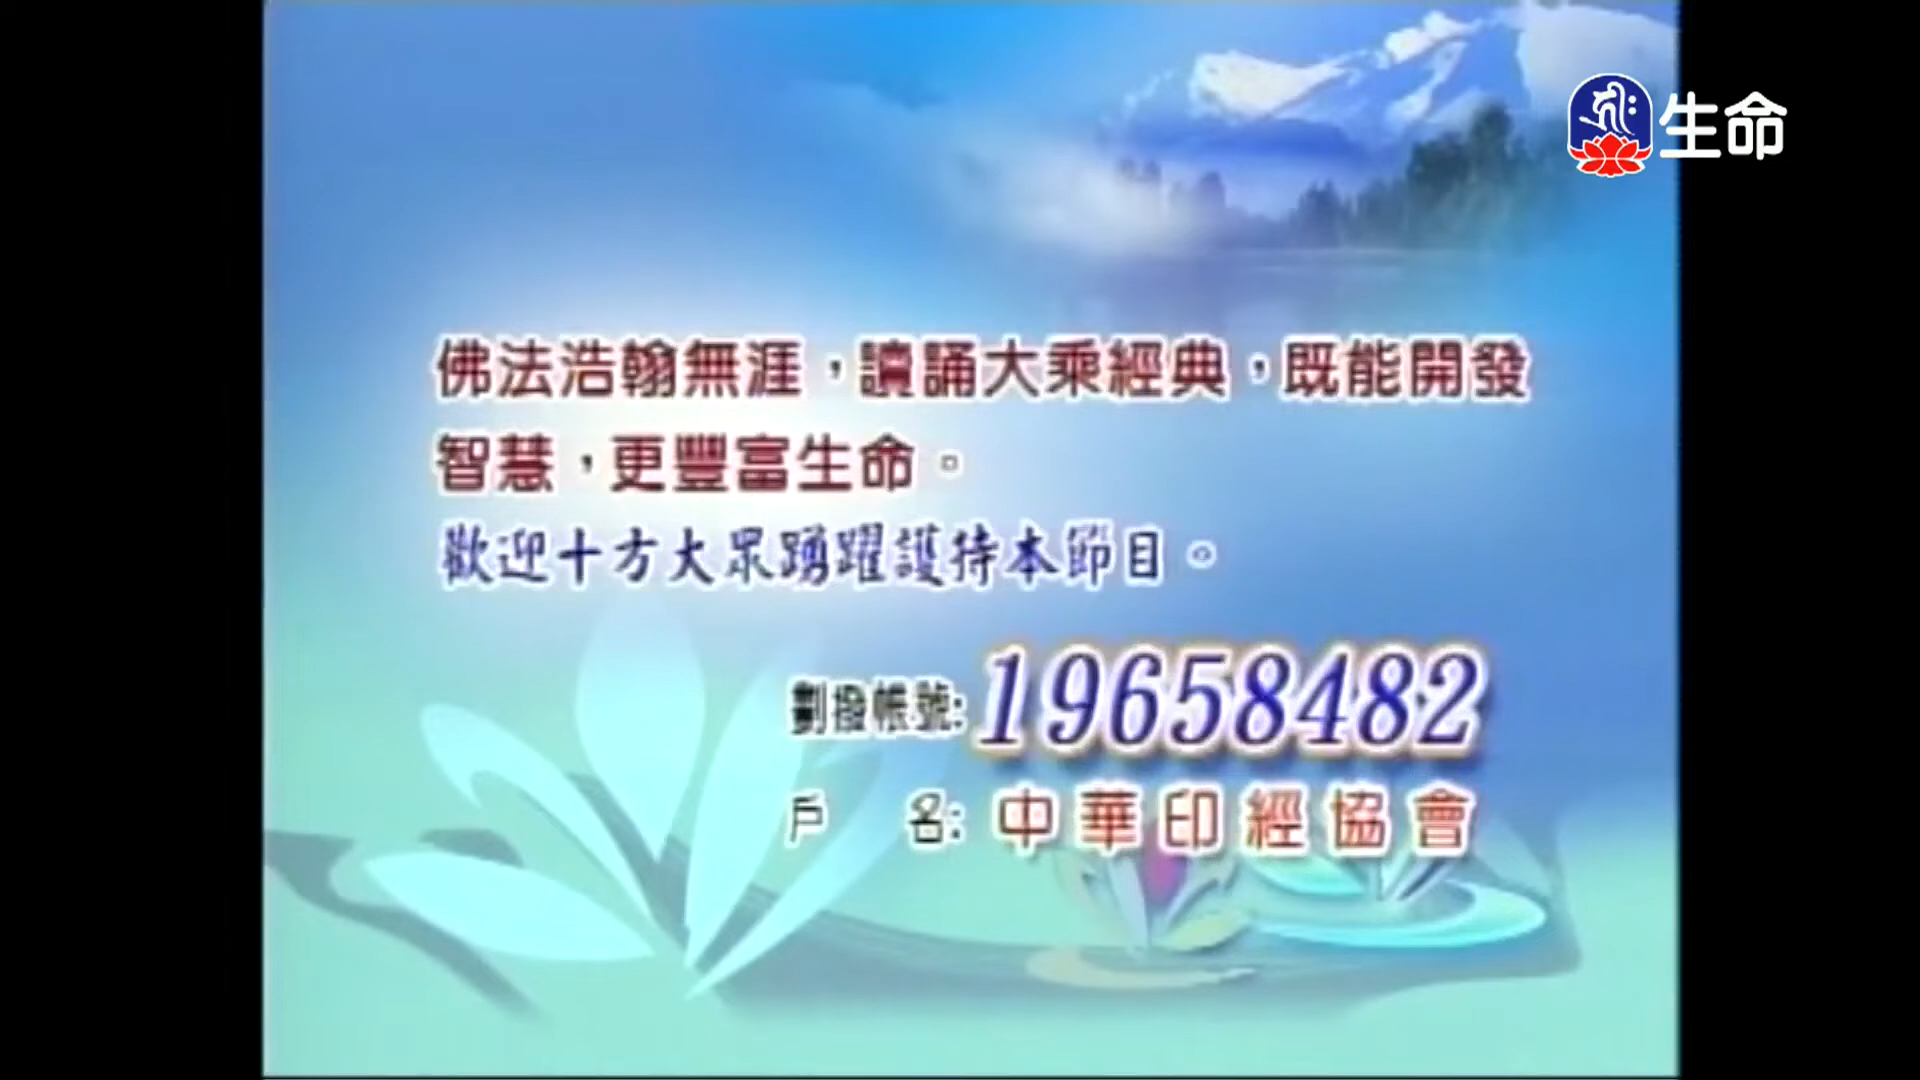 生命
佛法浩翰無涯，讀誦大乘經典，既能開發
智慧，更豐富生命。
歡迎十方大眾踴躍護持本節目。
劃撥帳號:19658482
戶 名:中華印經協會